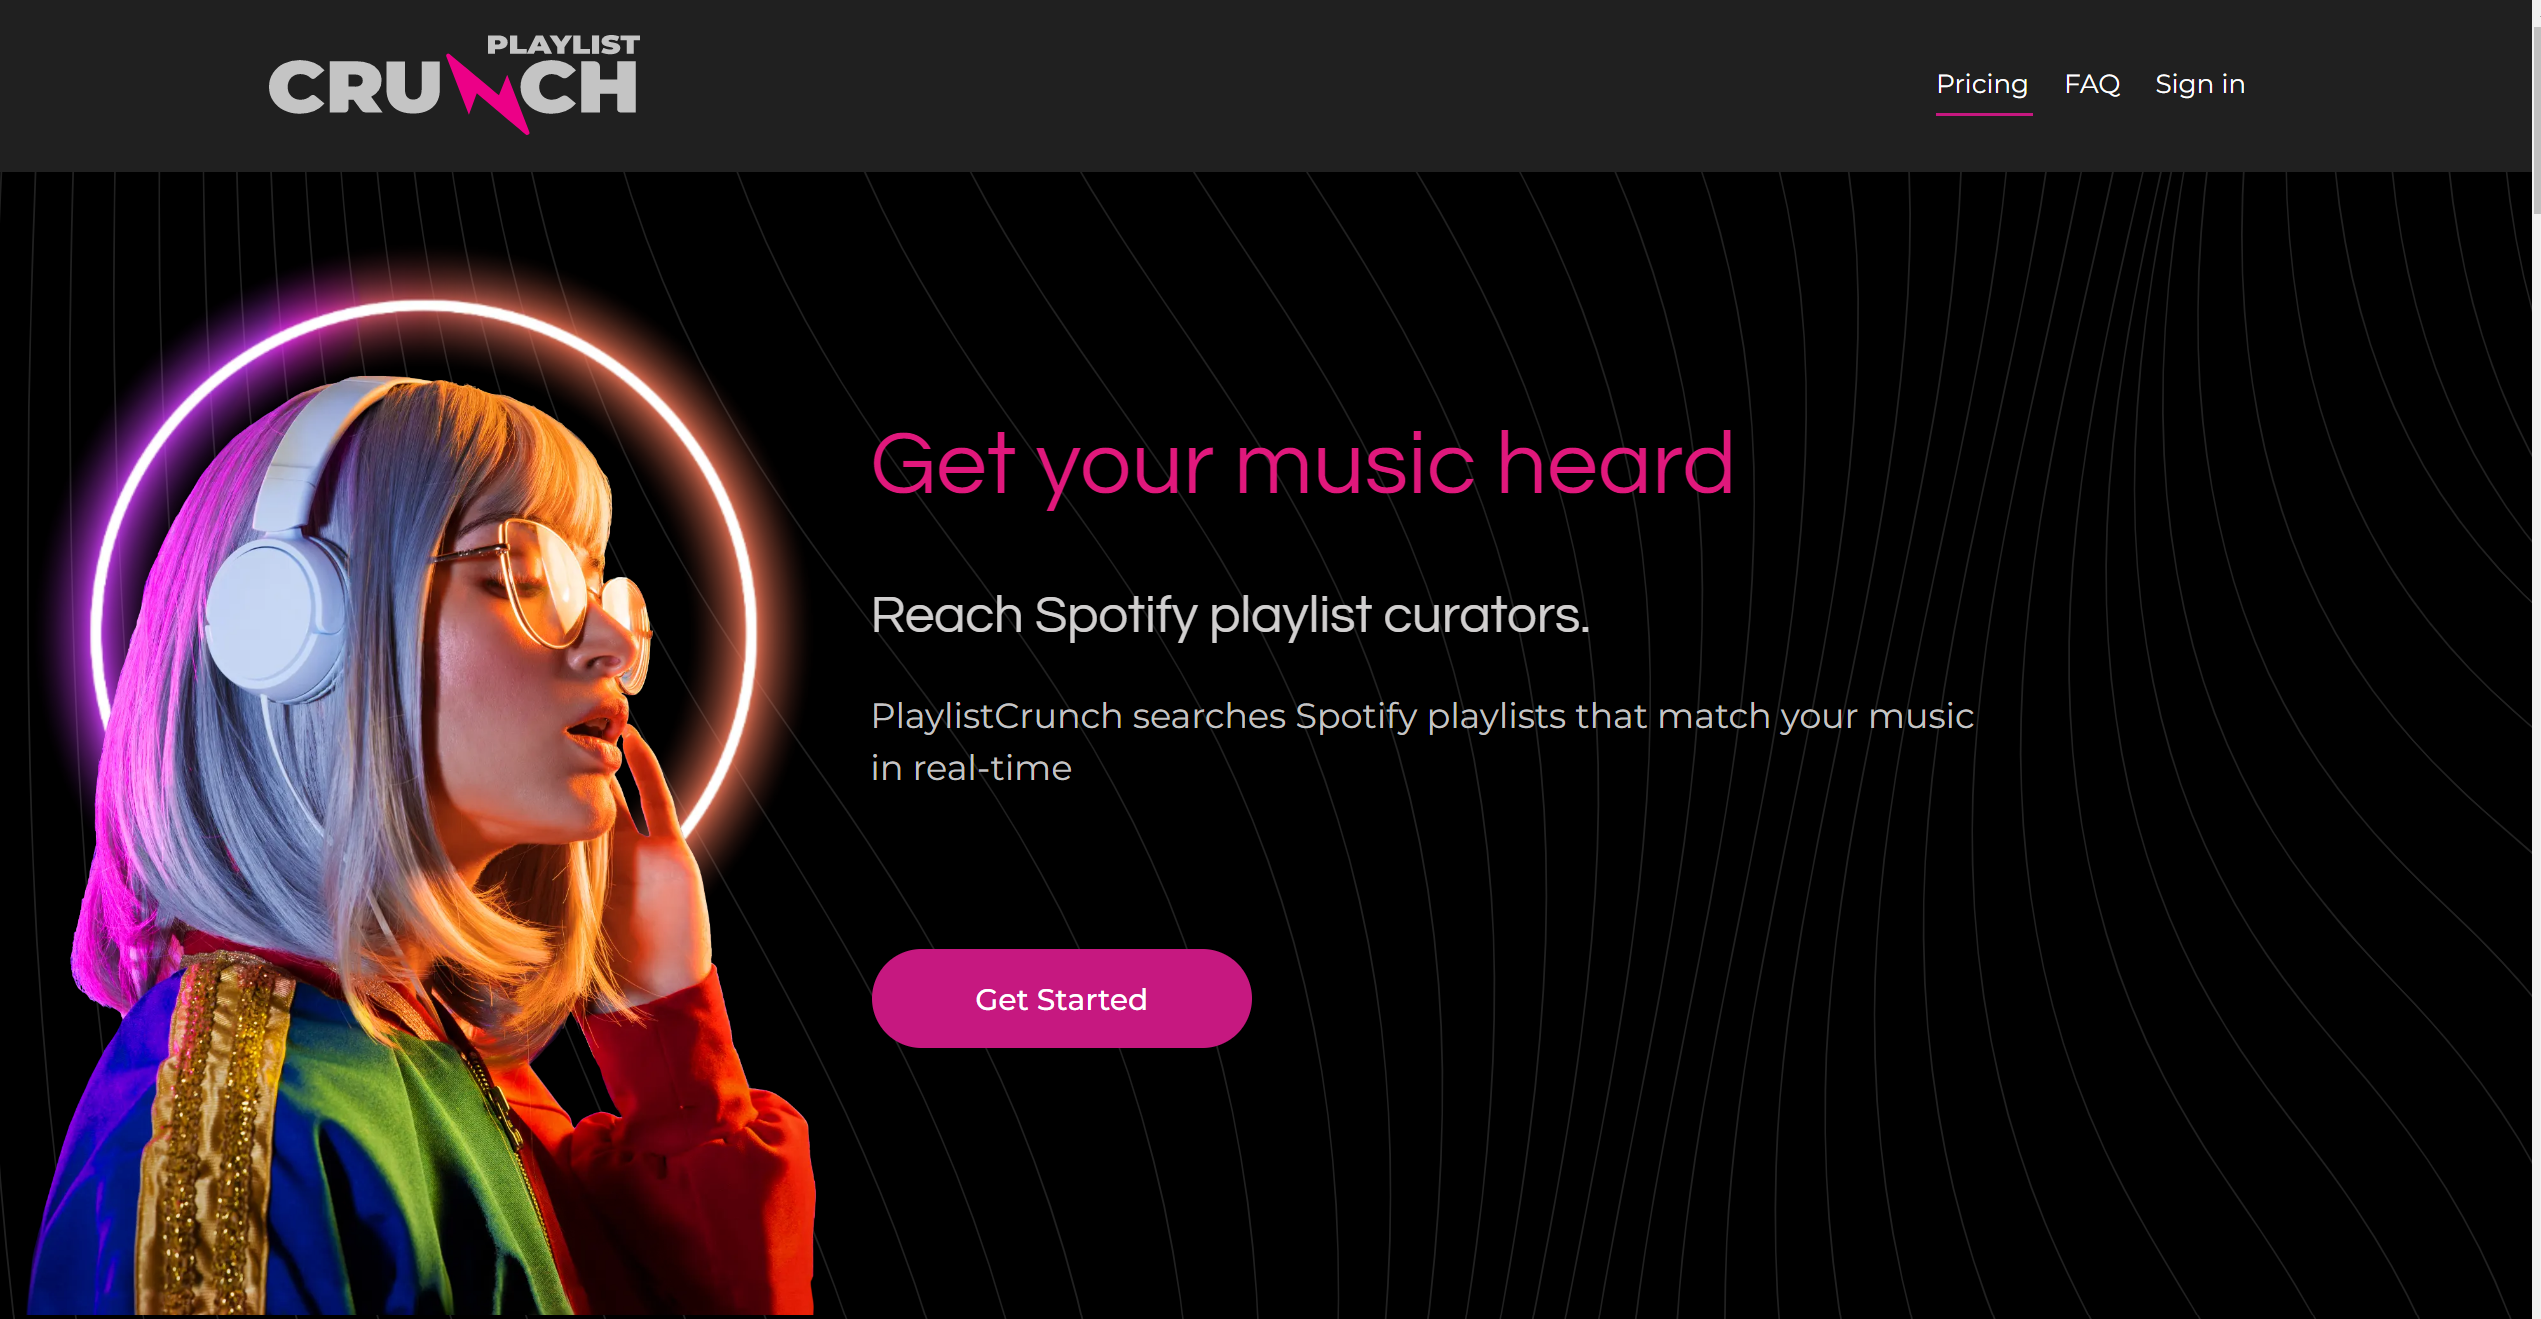 PLAYLIST
CRUNCH
Pricing FAQ Sign in
Get your music heard
Reach Spotify playlist curators.
PlaylistCrunch searches Spotify playlists that match your music
in real-time
Get Started